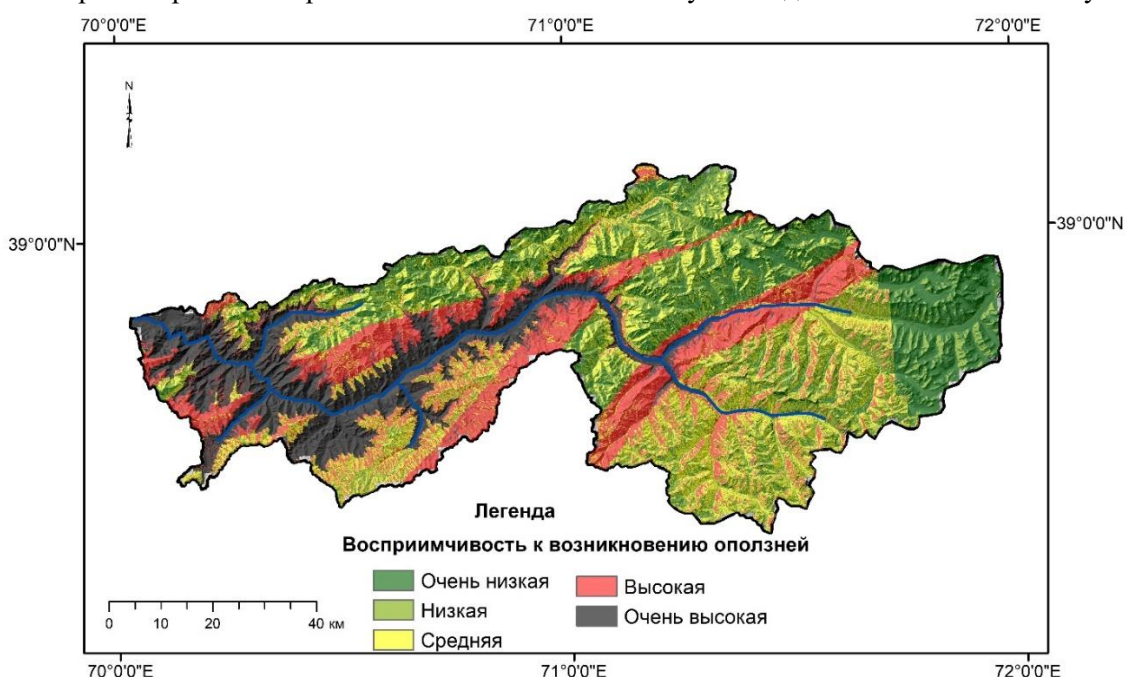 70°0'0"E 71°0'0"E 72°0'0"E
N
39°0'0"N 39°0'0"N
Легенда
Восприимчивость к возникновению оползней
Очень низкая Высокая
Низкая Очень высокая
Средняя
0 10 20 40 км
70°0'0"E 71°0'0"E 72°0'0"E